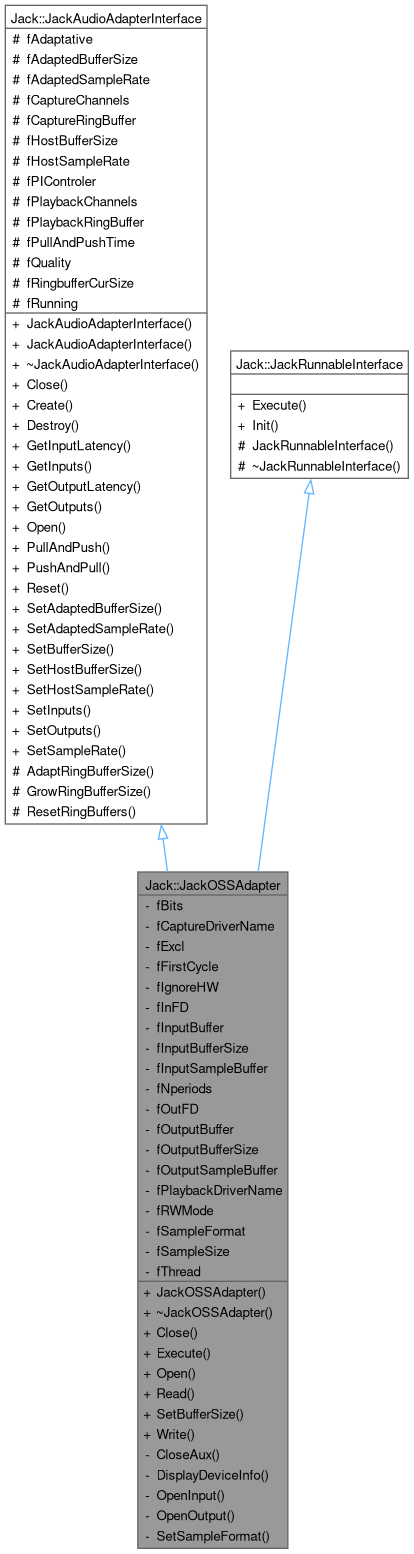 Jack::JackAudioAdapterInterface
# fAdaptative
# fAdaptedBufferSize
# fAdaptedSampleRate
# fCaptureChannels
# fCaptureRingBuffer
# fHostBufferSize
# fHostSampleRate
# fPIControler
# fPlaybackChannels
# fPlaybackRingBuffer
# fPullAndPushTime
# fQuality
# fRingbufferCurSize
# fRunning
+ JackAudioAdapterInterface()
+ JackAudioAdapterInterface()
+ ~JackAudioAdapterInterface()
+ Close()
+ Create()
+ Destroy()
+ GetInputLatency()
+ GetInputs()
+ GetOutputLatency()
+ GetOutputs()
+ Open()
+ PullAndPush()
+ PushAndPull()
+ Reset()
+ SetAdaptedBufferSize()
+ SetAdaptedSampleRate()
+ SetBufferSize()
+ SetHostBufferSize()
+ SetHostSampleRate()
+ SetInputs()
+ SetOutputs()
+ SetSampleRate()
# AdaptRingBufferSize()
# GrowRingBufferSize()
# ResetRingBuffers()
Jack::JackRunnableInterface
+ Execute()
+ Init()
# JackRunnableInterface()
# ~JackRunnableInterface()
Jack::JackOSSAdapter
- fBits
- fCaptureDriverName
- fExcl
- fFirstCycle
- fIgnoreHW
- fInFD
- fInputBuffer
- fInputBufferSize
- fInputSampleBuffer
- fNperiods
- fOutFD
- fOutputBuffer
- fOutputBufferSize
- fOutputSampleBuffer
- fPlaybackDriverName
- fRWMode
- fSampleFormat
- fSampleSize
- fThread
+ JackOSSAdapter()
+ ~JackOSSAdapter()
+ Close()
+ Execute()
+ Open()
+ Read()
+ SetBufferSize()
+ Write()
- CloseAux()
- DisplayDeviceInfo()
- OpenInput()
- OpenOutput()
- SetSampleFormat()